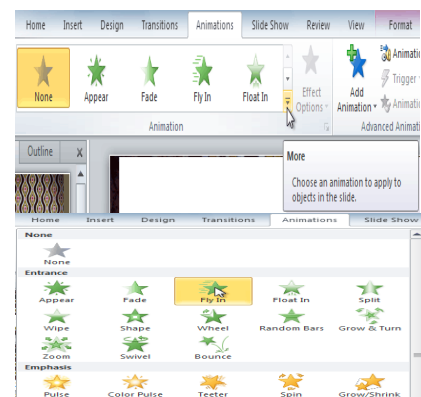 Home Insert Design Transitions Animations Slide Show Review View Format
None Appear Fade Fly In Float In Effect Options Add Animation
Animatio
Trigger
Animatio
Animation Advanced Animati
Outline X
More
Choose an animation to apply to
objects in the slide.
Home Insert Design Transitions Animations Slide Show
None
None
Entrance
Appear Fade Fly In Float In Split
Wipe Shape Wheel Random Bars Grow & Turn
Zoom Swivel Bounce
Emphasis
Pulse Color Pulse Teeter Spin Grow/Shrink